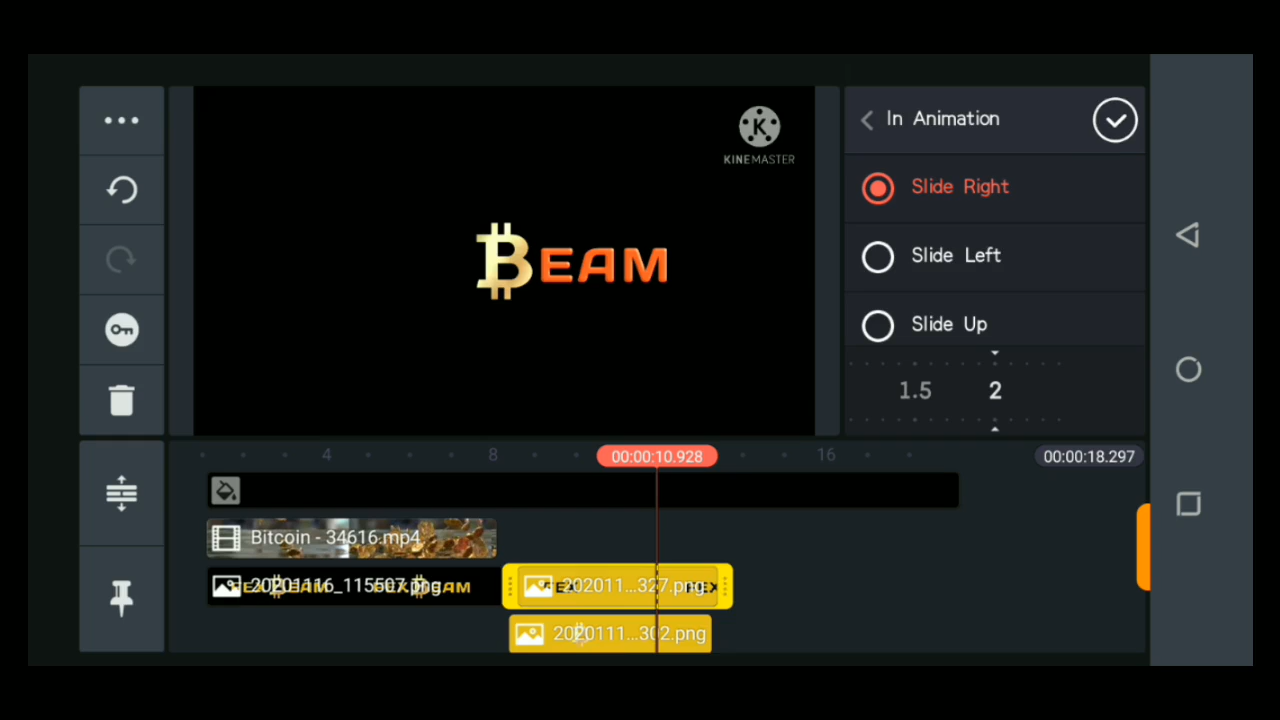 In Animation
KINEMASTER
Slide Right
Slide Left
BEAM
Slide Up
1.5 2
4 8 00:00:10.928 16 00:00:18.297
Bitcoin - 34616.mp4
20201116_115507.png
202011...327.png
2020111...302.png